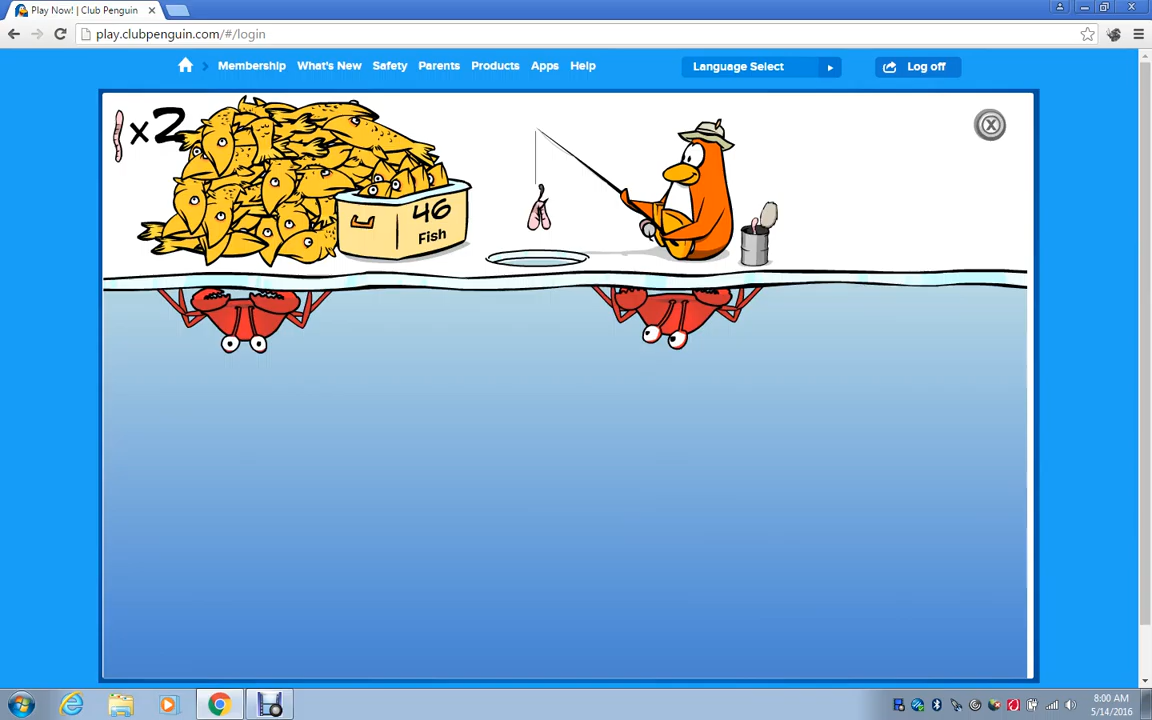 Play Now! | Club Penguin
play.clubpenguin.com/#/login
Membership What's New Safety Parents Products Apps Help Language Select Log off
x2
46
Fish
8:00 AM
5/14/2016